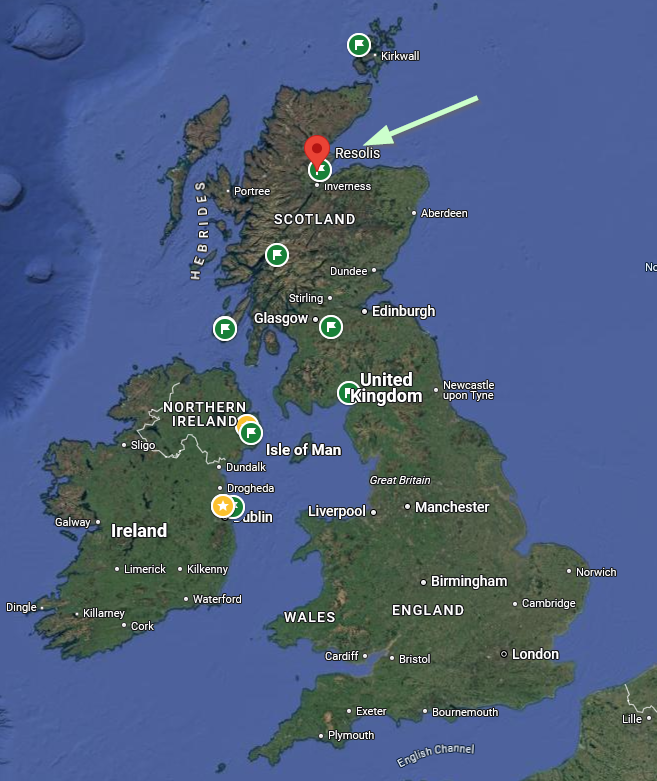 Kirkwall
Resolis
Inverness
Portree
SCOTLAND
Aberdeen
HEBRIDES
Dundee
Stirling
Edinburgh
Glasgow
United
Kingdom
Newcastle
upon Tyne
NORTHERN
IRELAND
Sligo
Isle of Man
Dundalk
Great Britain
Drogheda
Manchester
Liverpool
Dublin
Galway
Ireland
Limerick
Kilkenny
Norwich
Birmingham
Waterford
Cambridge
Dingle
Killarney
ENGLAND
WALES
Cork
London
Cardiff
Bristol
Exeter
Bournemouth
Lille
Plymouth
English Channel